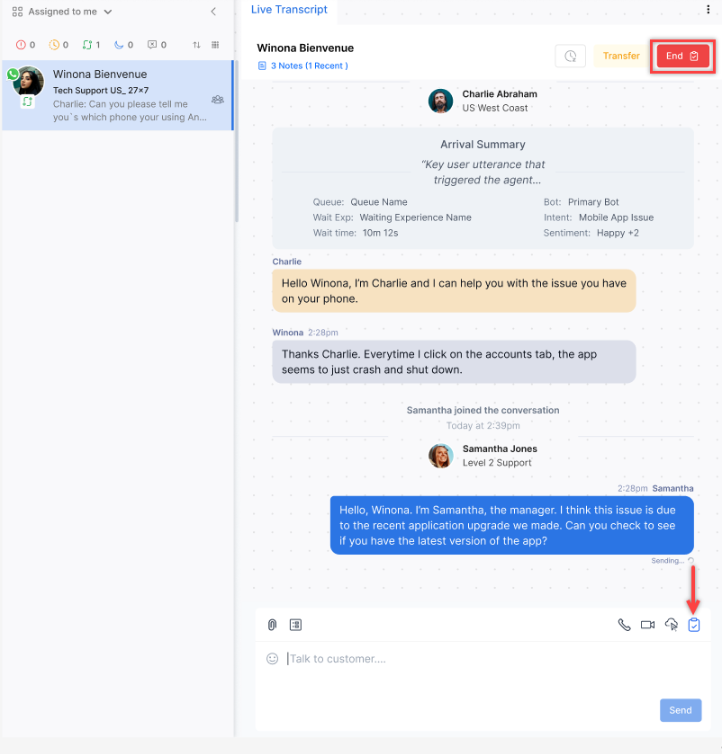 Assigned to me
0 0 1 0 0
Winona Bienvenue
Tech Support US_ 27x7
Charlie: Can you please tell me
you`s which phone your using An...
Live Transcript
Winona Bienvenue
3 Notes (1 Recent )
Transfer
End
Charlie Abraham
US West Coast
Arrival Summary
“Key user utterance that
triggered the agent...
Queue: Queue Name
Bot: Primary Bot
Wait Exp: Waiting Experience Name
Intent: Mobile App Issue
Wait time: 10m 12s
Sentiment: Happy +2
Charlie
Hello Winona, I’m Charlie and I can help you with the issue you have
on your phone.
Winona 2:28pm
Thanks Charlie. Everytime I click on the accounts tab, the app
seems to just crash and shut down.
Samantha joined the conversation
Today at 2:39pm
Samantha Jones
Level 2 Support
2:28pm Samantha
Hello, Winona. I’m Samantha, the manager. I think this issue is due
to the recent application upgrade we made. Can you check to see
if you have the latest version of the app?
Sending...
Talk to customer....
Send